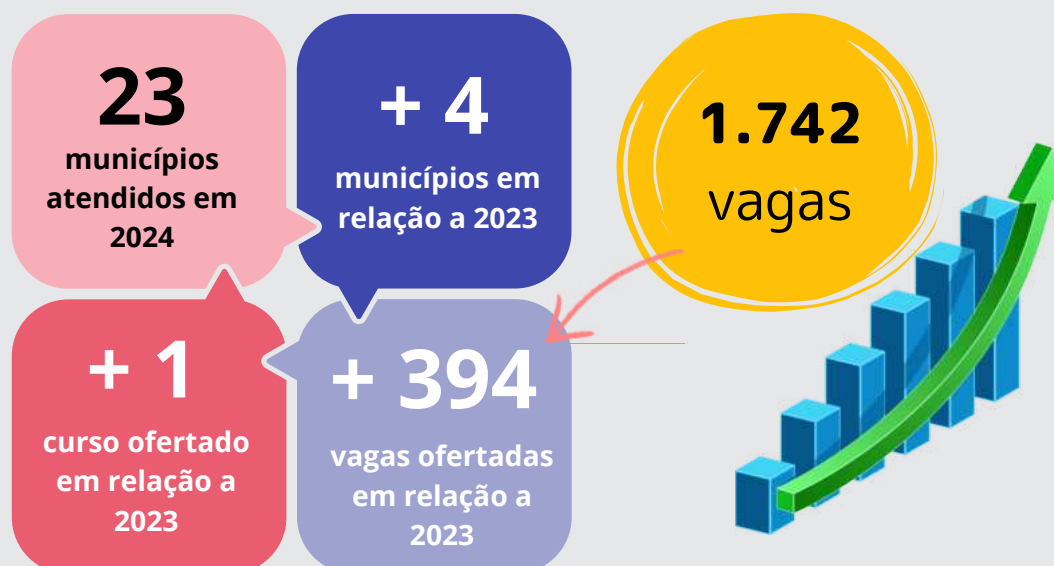 23
municípios
atendidos em
2024
+ 4
municípios em
relação a 2023
1.742
vagas
+ 1
curso ofertado
em relação a
2023
+ 394
vagas ofertadas
em relação a
2023